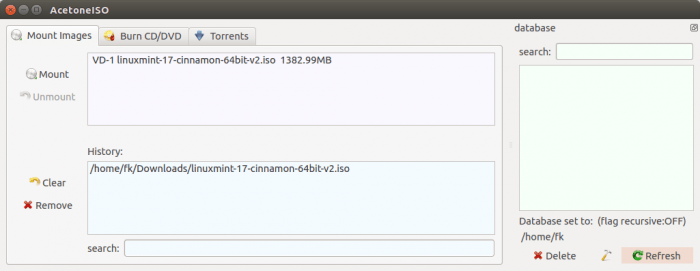 AcetoneISO
Mount Images
Burn CD/DVD
Torrents
Mount
Unmount
VD-1 linuxmint-17-cinnamon-64bit-v2.iso 1382.99MB
History:
/home/fk/Downloads/linuxmint-17-cinnamon-64bit-v2.iso
Clear
Remove
search:
database
search:
Database set to: (flag recursive:OFF)
/home/fk
Delete
Refresh